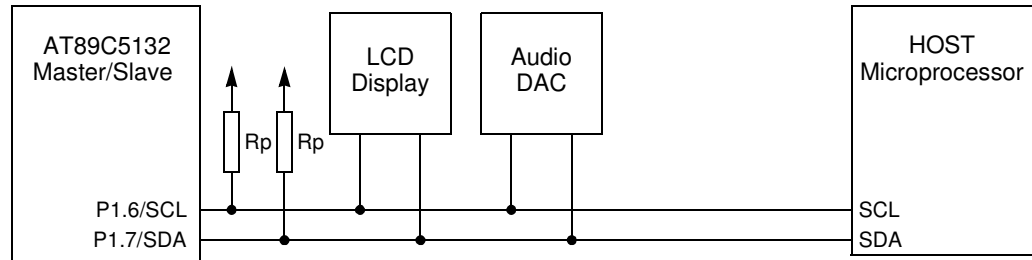 AT89C5132
Master/Slave
LCD
Display
Audio
DAC
HOST
Microprocessor
Rp
Rp
P1.6/SCL
SCL
P1.7/SDA
SDA